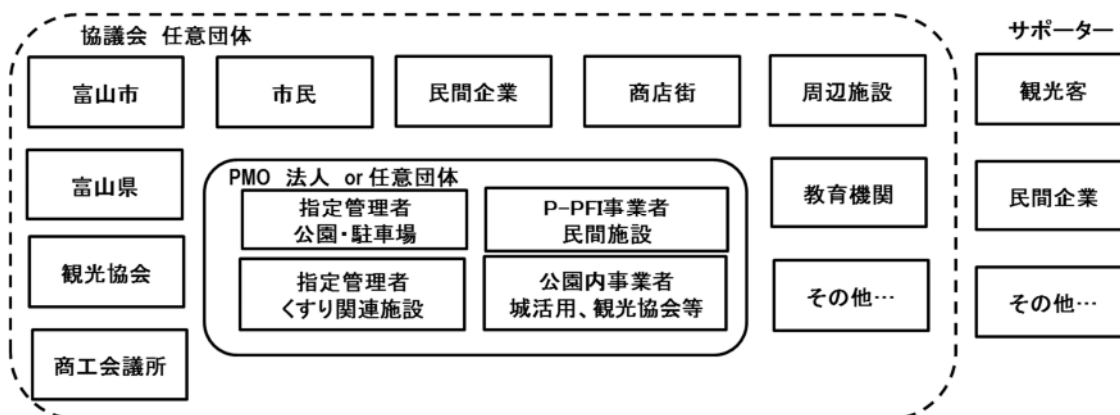 協議会 任意団体
サポーター
富山市
市民
民間企業
商店街
周辺施設
観光客
富山県
PMO 法人 or 任意団体
指定管理者
公園・駐車場
P-PFI事業者
民間施設
教育機関
民間企業
観光協会
指定管理者
くすり関連施設
公園内事業者
城活用、観光協会等
その他…
その他…
商工会議所